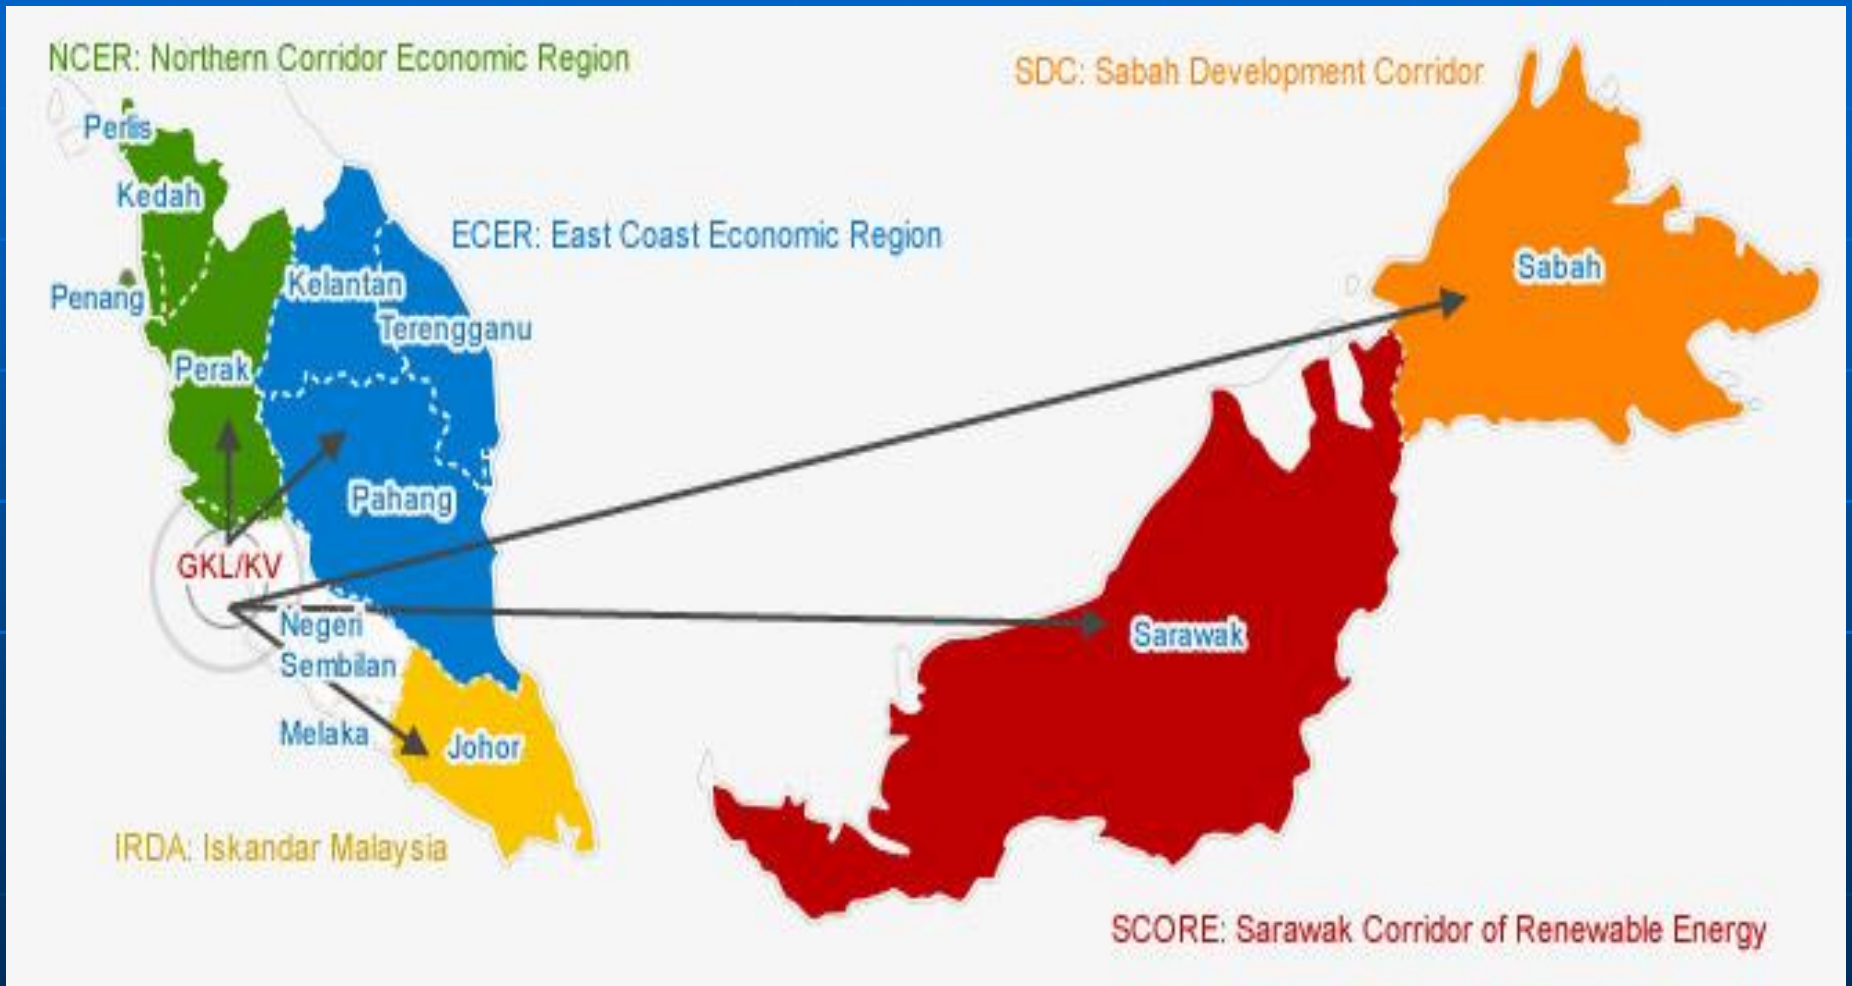 NCER: Northern Corridor Economic Region
SDC: Sabah Development Corridor
Perlis
Kedah
ECER: East Coast Economic Region
Sabah
Kelantan
Penang
Terengganu
Perak
Pahang
GKL/KV
Negeri
Sembilan
Sarawak
Melaka
Johor
IRDA: Iskandar Malaysia
SCORE: Sarawak Corridor of Renewable Energy